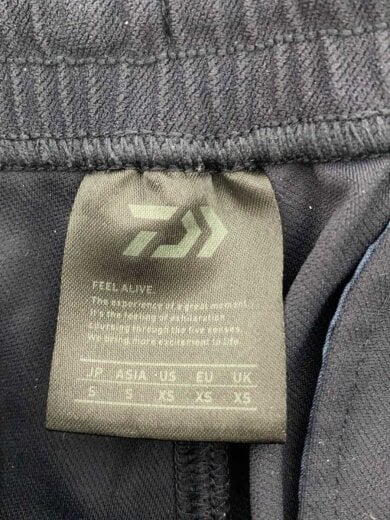 FEEL ALIVE.
The experience of a great moment.
It's the feeling of exhilaration
coursing through the five senses.
We bring more excitement to life.
JP ASIA US EU UK
S S XS XS XS